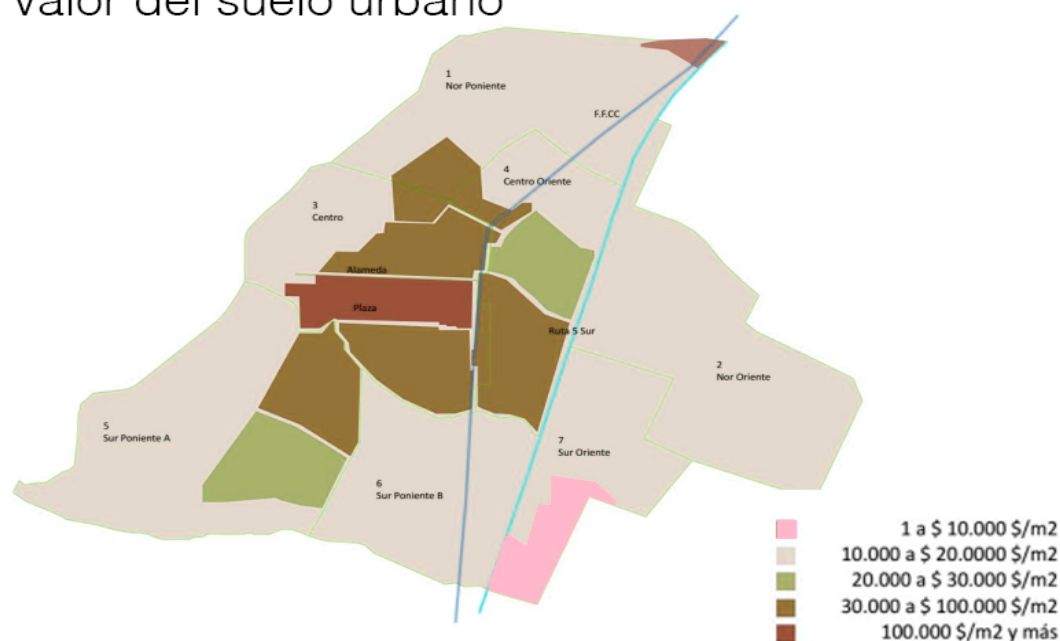 Valor del suelo urbano
1
Nor Poniente
F.F.CC
4
Centro Oriente
3
Centro
Alameda
Plaza
Ruta 5 Sur
2
Nor Oriente
5
Sur Poniente A
7
Sur Oriente
6
Sur Poniente B
1 a $ 10.000 $/m2
10.000 a $ 20.0000 $/m2
20.000 a $ 30.000 $/m2
30.000 a $ 100.000 $/m2
100.000 $/m2 y más